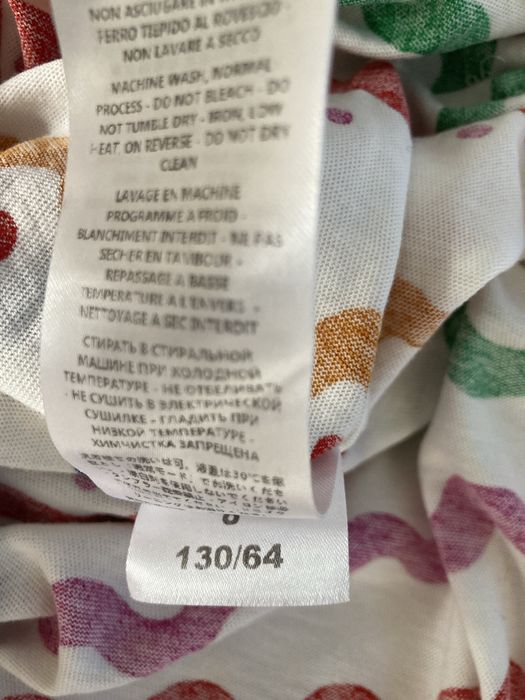 NON ASCIUGARE IN
FERRO TIEPIDO AL ROVESCIO -
NON LAVARE A SECCO
MACHINE WASH, NORMAL
PROCESS - DO NOT BLEACH - DO
NOT TUMBLE DRY - IRON, LOW
HEAT, ON REVERSE - DO NOT DRY
CLEAN
LAVAGE EN MACHINE
PROGRAMME A FROID -
BLANCHIMENT INTERDIT - NE PAS
SECHER EN TAMBOUR -
REPASSAGE A BASSE
TEMPERATURE A L'ENVERS -
NETTOYAGE A SEC INTERDIT
СТИРАТЬ В СТИРАЛЬНОЙ
МАШИНЕ ПРИ ХОЛОДНОЙ
ТЕМПЕРАТУРЕ - НЕ ОТБЕЛИВАТЬ
- НЕ СУШИТЬ В ЭЛЕКТРИЧЕСКОЙ
СУШИЛКЕ - ГЛАДИТЬ ПРИ
НИЗКОЙ ТЕМПЕРАТУРЕ -
ХИМЧИСТКА ЗАПРЕЩЕНА
130/64